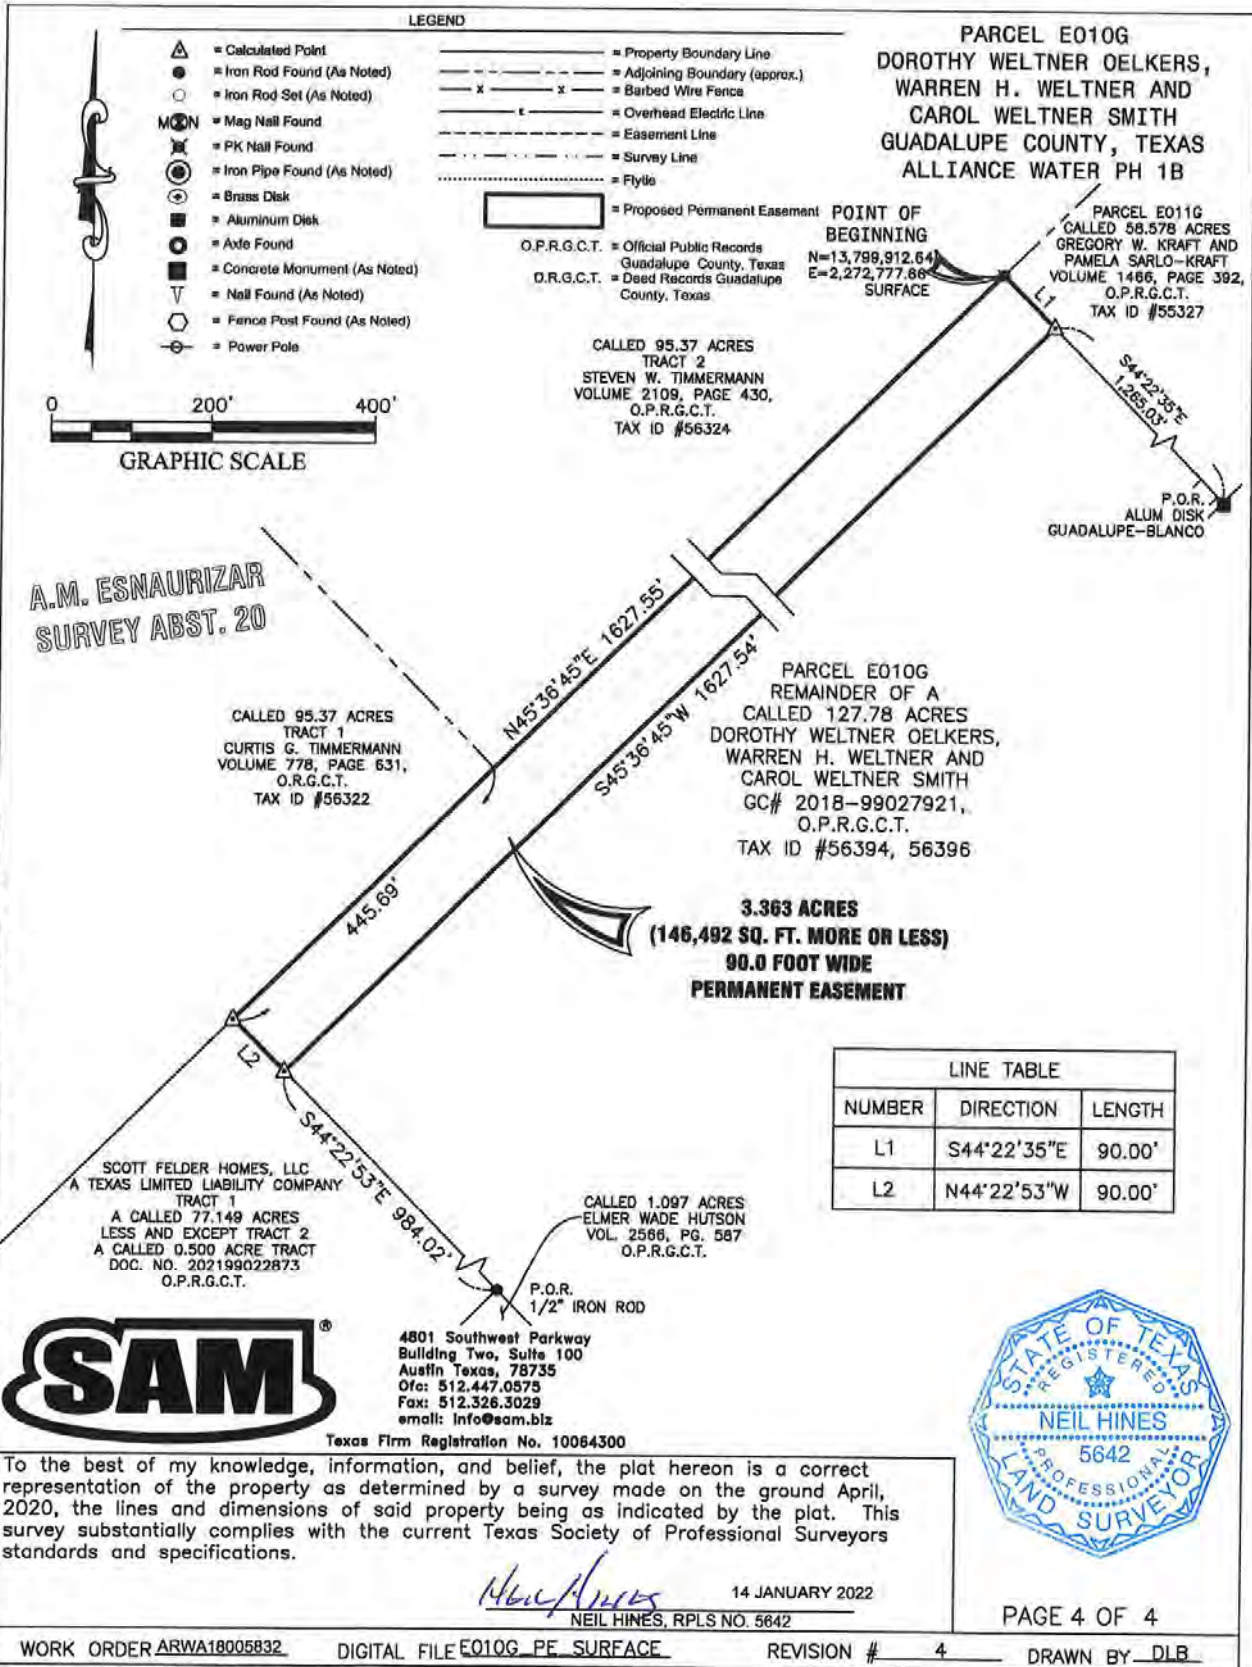 LEGEND
= Calculated Point
= Iron Rod Found (As Noted)
= Iron Rod Set (As Noted)
M N = Mag Nail Found
= PK Nail Found
= Iron Pipe Found (As Noted)
= Brass Disk
= Aluminum Disk
= Axle Found
= Concrete Monument (As Noted)
= Nail Found (As Noted)
= Fence Post Found (As Noted)
= Power Pole
= Property Boundary Line
= Adjoining Boundary (approx.)
x x = Barbed Wire Fence
E = Overhead Electric Line
= Easement Line
= Survey Line
= Flytie
= Proposed Permanent Easement
O.P.R.G.C.T. = Official Public Records
Guadalupe County, Texas
D.R.G.C.T. = Deed Records Guadalupe
County, Texas
PARCEL E010G
DOROTHY WELTNER OELKERS,
WARREN H. WELTNER AND
CAROL WELTNER SMITH
GUADALUPE COUNTY, TEXAS
ALLIANCE WATER PH 1B
POINT OF
BEGINNING
N=13,799,912.64
E=2,272,777.86
SURFACE
PARCEL E011G
CALLED 58.578 ACRES
GREGORY W. KRAFT AND
PAMELA SARLO-KRAFT
VOLUME 1466, PAGE 392,
O.P.R.G.C.T.
TAX ID #55327
L1
S44°22'35"E
1,265.03'
P.O.R.
ALUM DISK
GUADALUPE-BLANCO
0 200' 400'
GRAPHIC SCALE
CALLED 95.37 ACRES
TRACT 2
STEVEN W. TIMMERMANN
VOLUME 2109, PAGE 430,
O.P.R.G.C.T.
TAX ID #56324
A.M. ESNAURIZAR
SURVEY ABST. 20
N45°36'45"E 1627.55'
S45°36'45"W 1627.54'
CALLED 95.37 ACRES
TRACT 1
CURTIS G. TIMMERMANN
VOLUME 778, PAGE 631,
O.R.G.C.T.
TAX ID #56322
PARCEL E010G
REMAINDER OF A
CALLED 127.78 ACRES
DOROTHY WELTNER OELKERS,
WARREN H. WELTNER AND
CAROL WELTNER SMITH
GC# 2018-99027921,
O.P.R.G.C.T.
TAX ID #56394, 56396
445.69'
3.363 ACRES
(146,492 SQ. FT. MORE OR LESS)
90.0 FOOT WIDE
PERMANENT EASEMENT
L2
S44°22'53"E 984.02'
LINE TABLE
NUMBER DIRECTION LENGTH
L1 S44°22'35"E 90.00'
L2 N44°22'53"W 90.00'
SCOTT FELDER HOMES, LLC
A TEXAS LIMITED LIABILITY COMPANY
TRACT 1
A CALLED 77.149 ACRES
LESS AND EXCEPT TRACT 2
A CALLED 0.500 ACRE TRACT
DOC. NO. 202199022873
O.P.R.G.C.T.
CALLED 1.097 ACRES
ELMER WADE HUTSON
VOL. 2566, PG. 587
O.P.R.G.C.T.
P.O.R.
1/2" IRON ROD
SAM®
4801 Southwest Parkway
Building Two, Suite 100
Austin Texas, 78735
Ofc: 512.447.0575
Fax: 512.326.3029
email: info@sam.biz
Texas Firm Registration No. 10064300
STATE OF TEXAS
REGISTERED
NEIL HINES
5642
PROFESSIONAL
LAND SURVEYOR
To the best of my knowledge, information, and belief, the plat hereon is a correct
representation of the property as determined by a survey made on the ground April,
2020, the lines and dimensions of said property being as indicated by the plat. This
survey substantially complies with the current Texas Society of Professional Surveyors
standards and specifications.
Neil Hines
14 JANUARY 2022
NEIL HINES, RPLS NO. 5642
PAGE 4 OF 4
WORK ORDER ARWA18005832 DIGITAL FILE E010G_PE_SURFACE REVISION # 4 DRAWN BY DLB